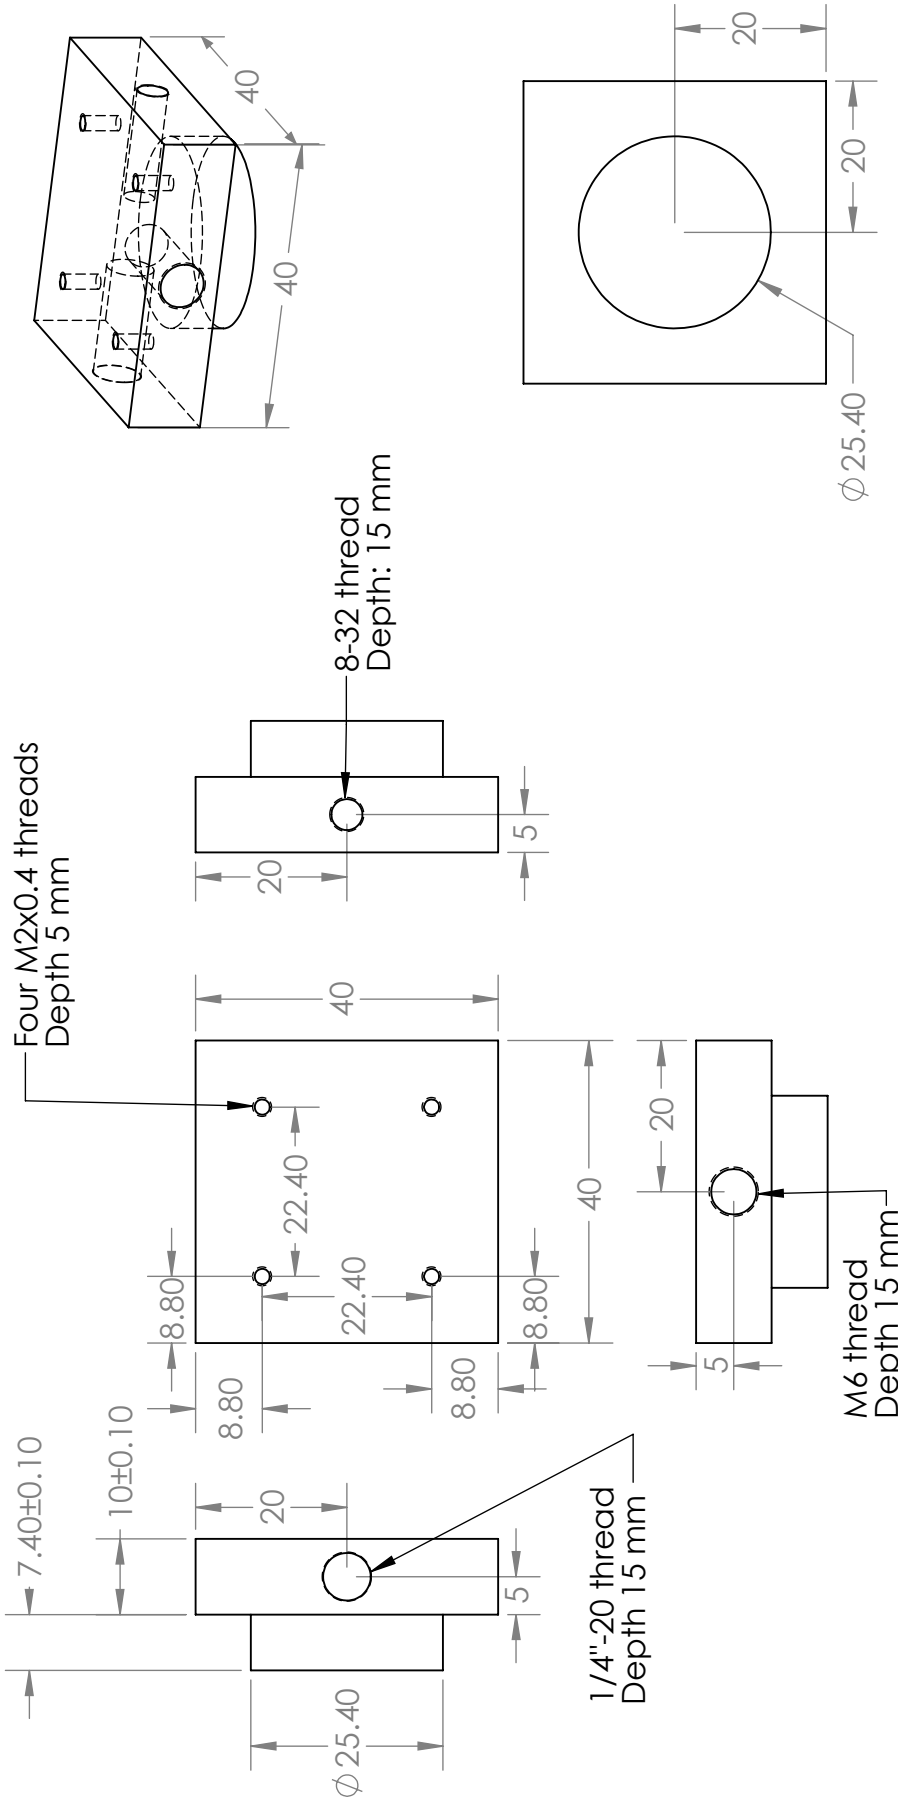 7.40±0.10
10±0.10
20
5
Ø25.40
1/4"-20 thread
Depth 15 mm
Four M2x0.4 threads
Depth 5 mm
8.80
8.80
22.40
22.40
8.80
8.80
40
40
20
5
8-32 thread
Depth: 15 mm
20
5
M6 thread
Depth 15 mm
40
40
20
20
Ø25.40